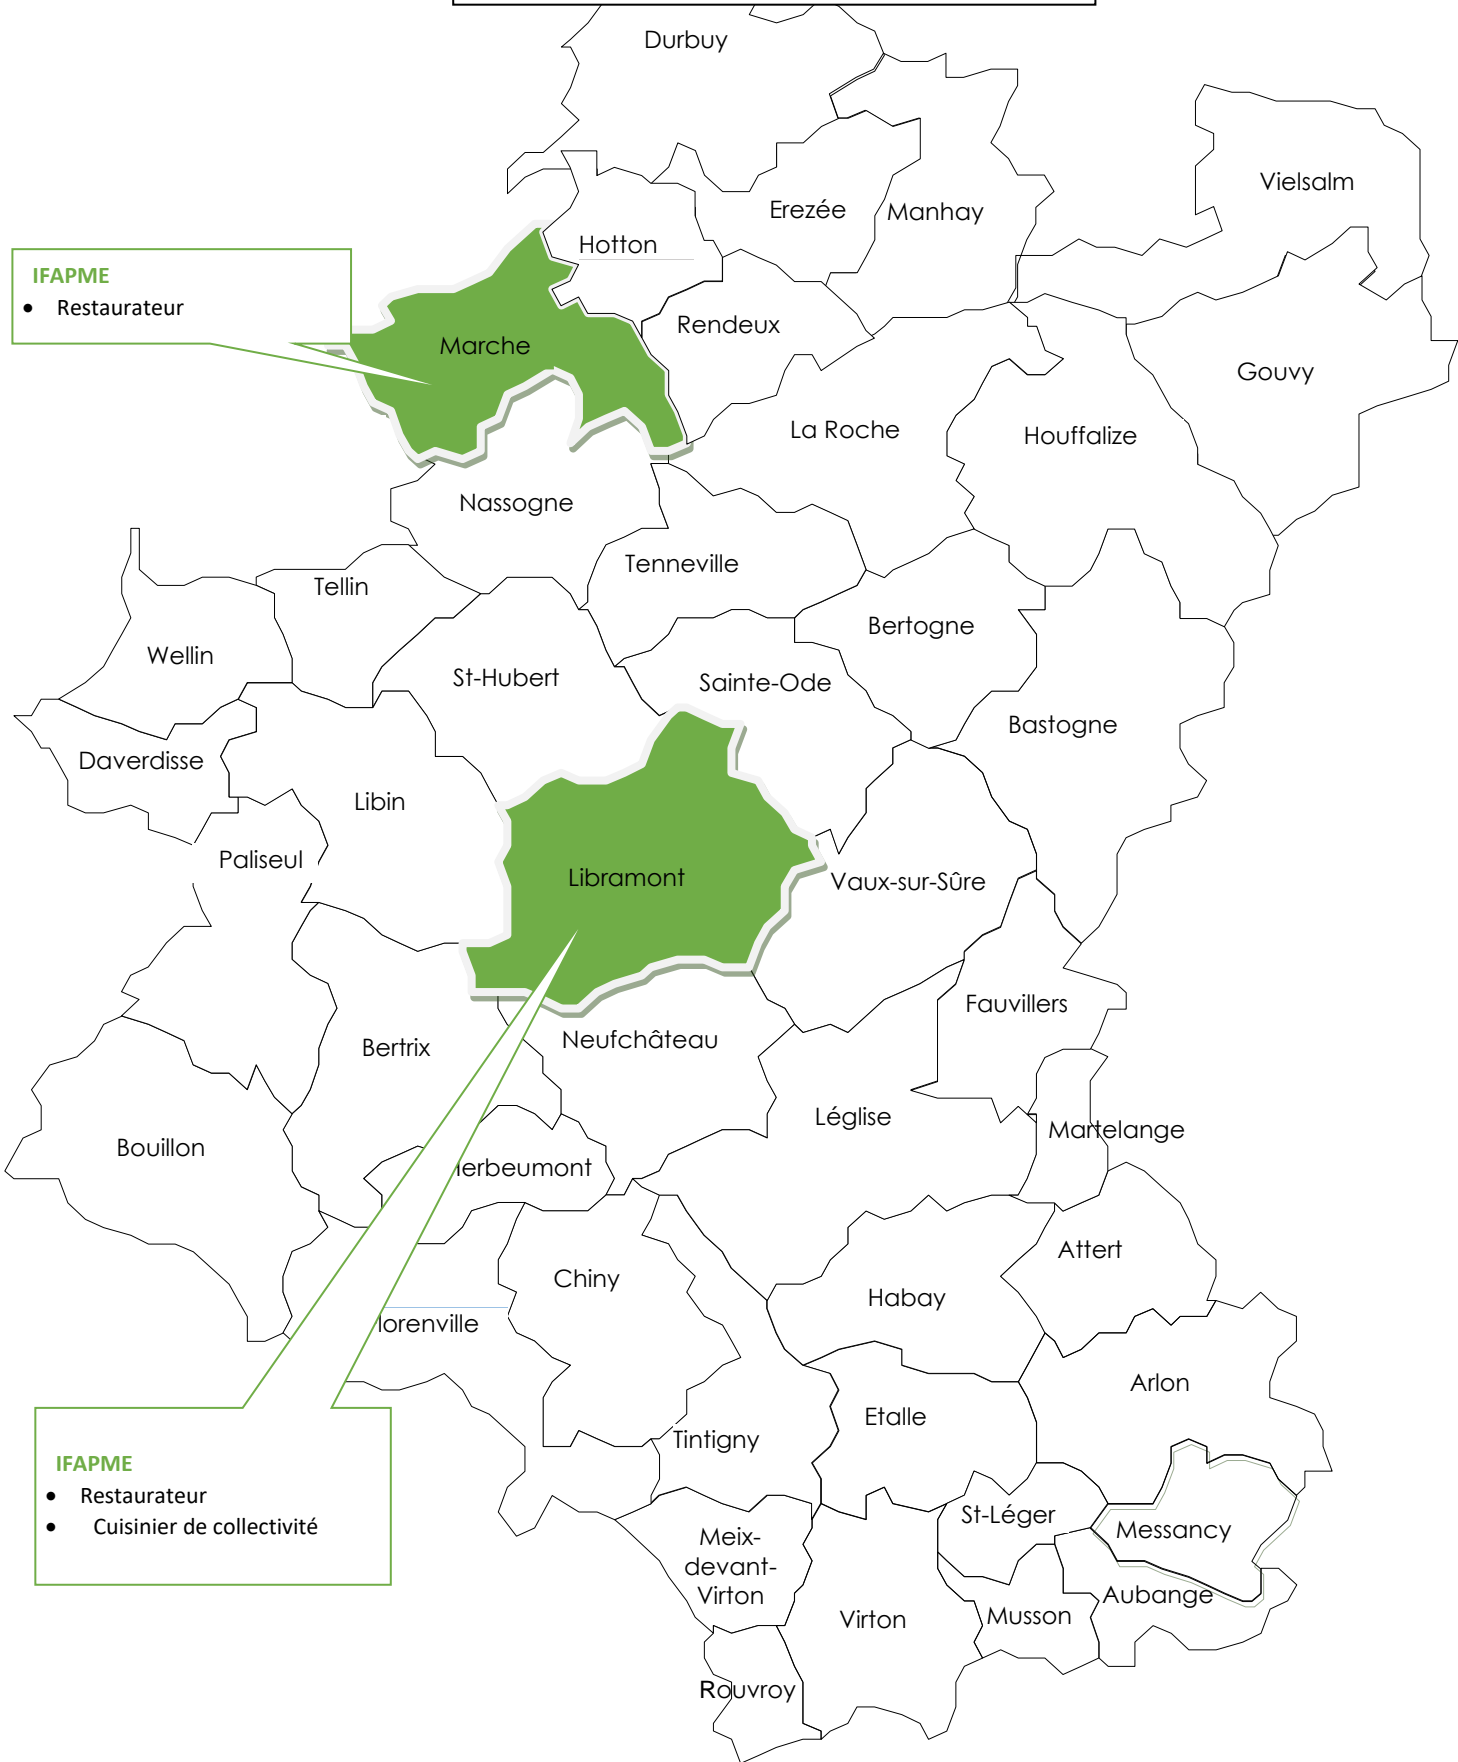 Durbuy
Vielsalm
Erezée
Manhay
Hotton
IFAPME
• Restaurateur
Rendeux
Marche
Gouvy
La Roche
Houffalize
Nassogne
Tenneville
Tellin
Bertogne
Wellin
St-Hubert
Sainte-Ode
Bastogne
Daverdisse
Libin
Paliseul
Libramont
Vaux-sur-Sûre
Fauvillers
Neufchâteau
Bertrix
Léglise
Martelange
Bouillon
lerbeumont
Attert
Chiny
Habay
lorenville
Arlon
Etalle
Tintigny
IFAPME
• Restaurateur
• Cuisinier de collectivité
St-Léger
Messancy
Meix-
devant-
Virton
Aubange
Musson
Virton
Rouvroy